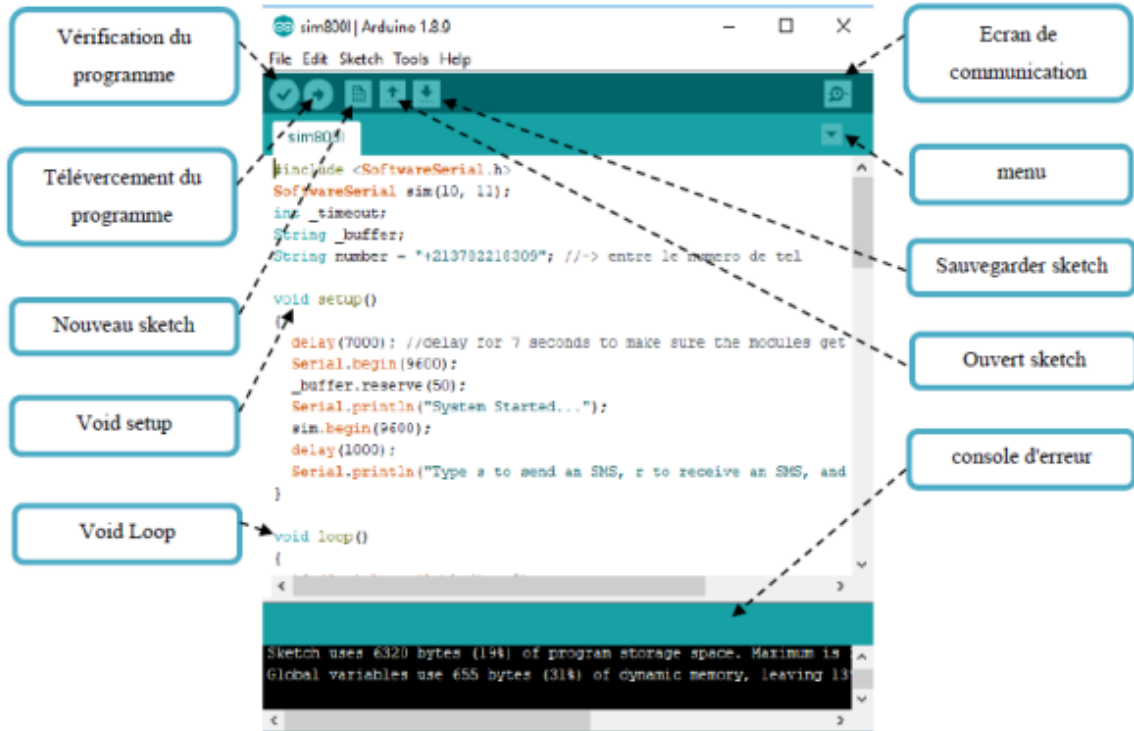 Vérification du
programme
Télévercement du
programme
Nouveau sketch
Void setup
Void Loop
sim800l | Arduino 1.8.9
File Edit Sketch Tools Help
sim800l
#include <SoftwareSerial.h>
SoftwareSerial sim(10, 11);
int _timeout;
String _buffer;
String number = "+213782218309"; //-> entre le numero de tel
void setup()
{
delay(7000); //delay for 7 seconds to make sure the modules get
Serial.begin(9600);
_buffer.reserve(50);
Serial.println("System Started...");
sim.begin(9600);
delay(1000);
Serial.println("Type s to send an SMS, r to receive an SMS, and
}
void loop()
{
Sketch uses 6320 bytes (19%) of program storage space. Maximum is
Global variables use 655 bytes (31%) of dynamic memory, leaving 13
Ecran de
communication
menu
Sauvegarder sketch
Ouvert sketch
console d'erreur